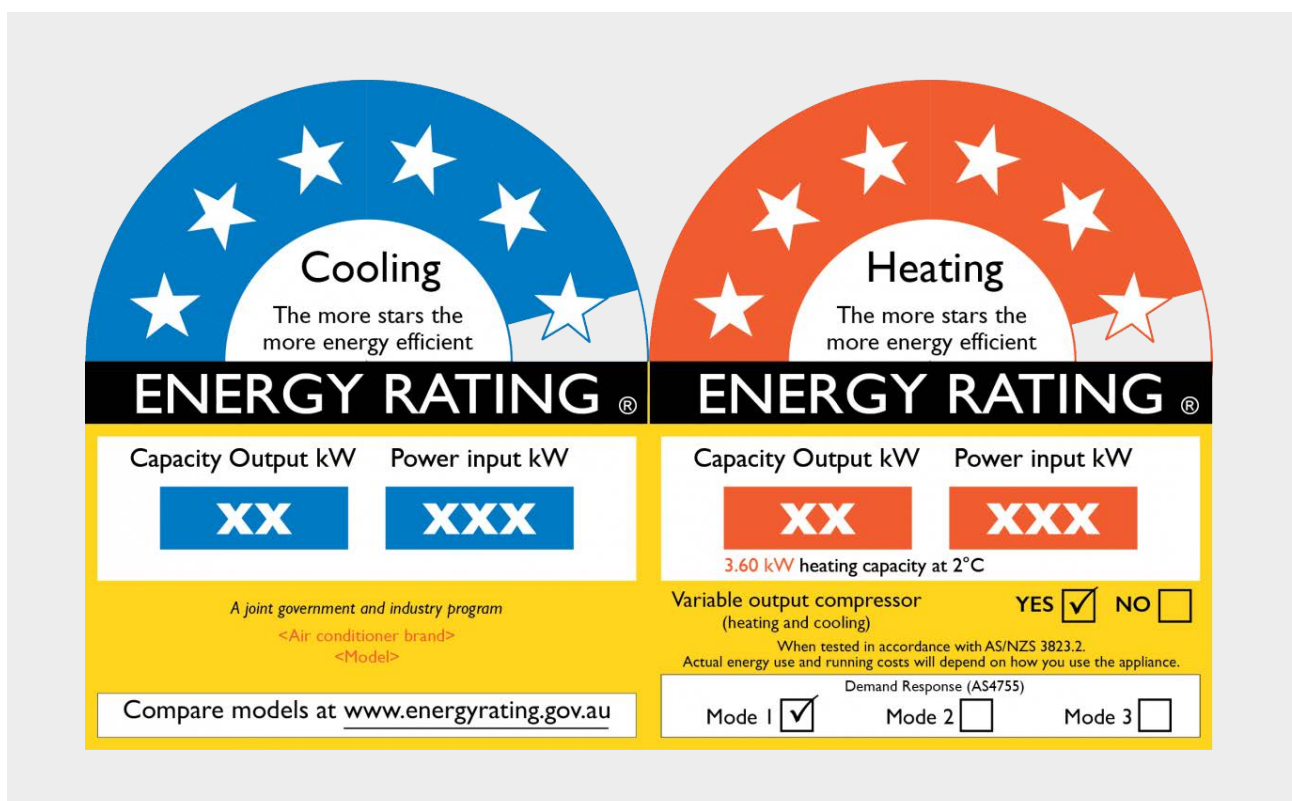 Cooling
The more stars the
more energy efficient
ENERGY RATING ®
Capacity Output kW Power input kW
XX XXX
A joint government and industry program
<Air conditioner brand>
<Model>
Compare models at www.energyrating.gov.au
Heating
The more stars the
more energy efficient
ENERGY RATING ®
Capacity Output kW Power input kW
XX XXX
3.60 kW heating capacity at 2°C
Variable output compressor YES NO
(heating and cooling)
When tested in accordance with AS/NZS 3823.2.
Actual energy use and running costs will depend on how you use the appliance.
Demand Response (AS4755)
Mode 1 Mode 2 Mode 3